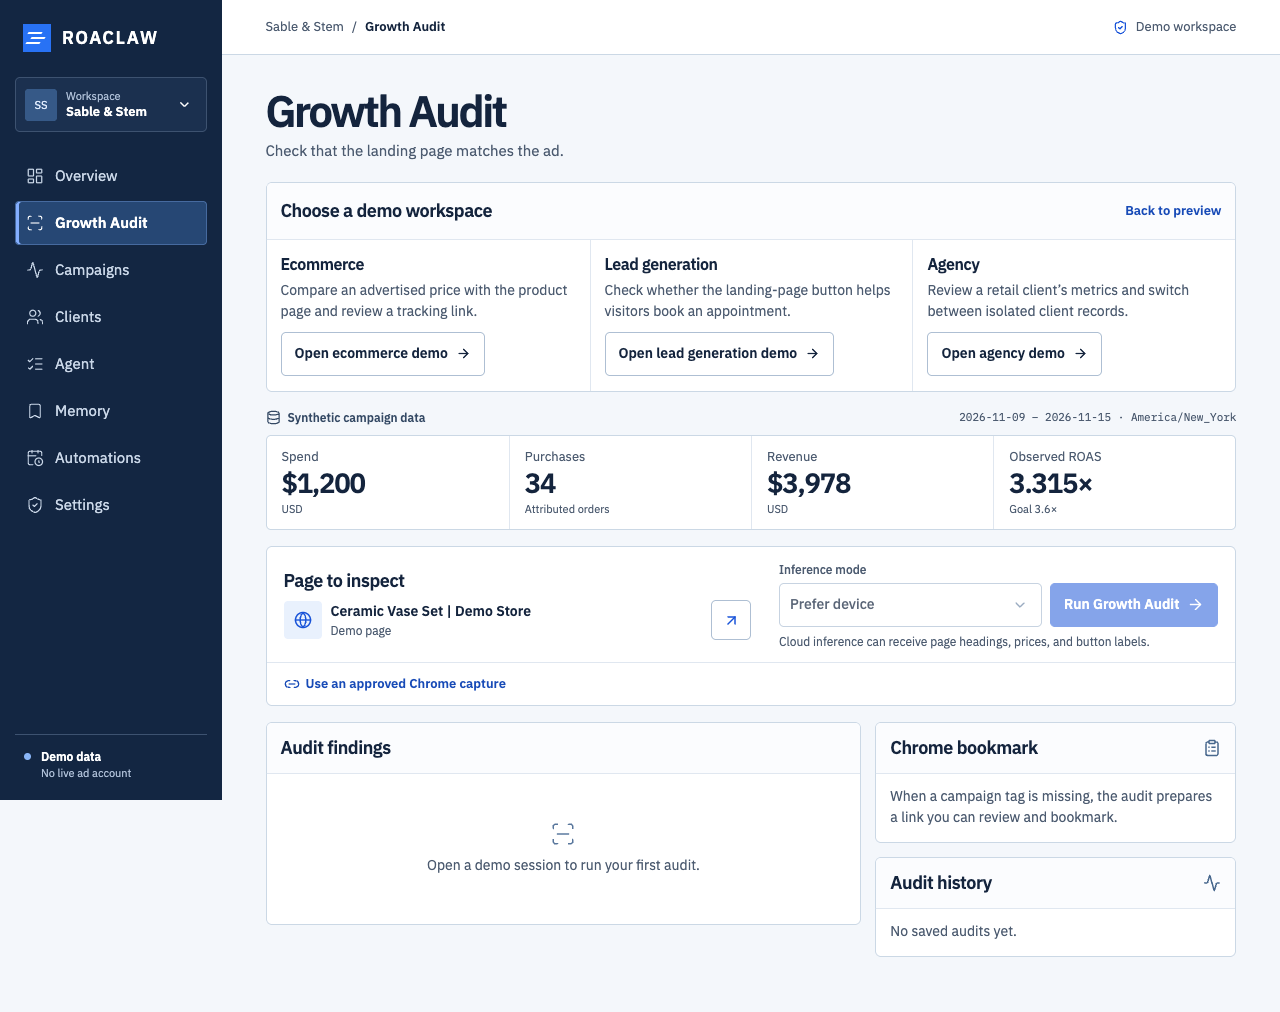 ROACLAW
SS
Workspace
Sable & Stem
Overview
Growth Audit
Campaigns
Clients
Agent
Memory
Automations
Settings
Demo data
No live ad account
Sable & Stem / Growth Audit
Demo workspace
Growth Audit
Check that the landing page matches the ad.
Choose a demo workspace
Back to preview
Ecommerce
Compare an advertised price with the product
page and review a tracking link.
Open ecommerce demo
Lead generation
Check whether the landing-page button helps
visitors book an appointment.
Open lead generation demo
Agency
Review a retail client’s metrics and switch
between isolated client records.
Open agency demo
Synthetic campaign data
2026-11-09 – 2026-11-15 · America/New_York
Spend
$1,200
USD
Purchases
34
Attributed orders
Revenue
$3,978
USD
Observed ROAS
3.315×
Goal 3.6×
Page to inspect
Ceramic Vase Set | Demo Store
Demo page
Inference mode
Prefer device
Run Growth Audit
Cloud inference can receive page headings, prices, and button labels.
Use an approved Chrome capture
Audit findings
Open a demo session to run your first audit.
Chrome bookmark
When a campaign tag is missing, the audit prepares
a link you can review and bookmark.
Audit history
No saved audits yet.